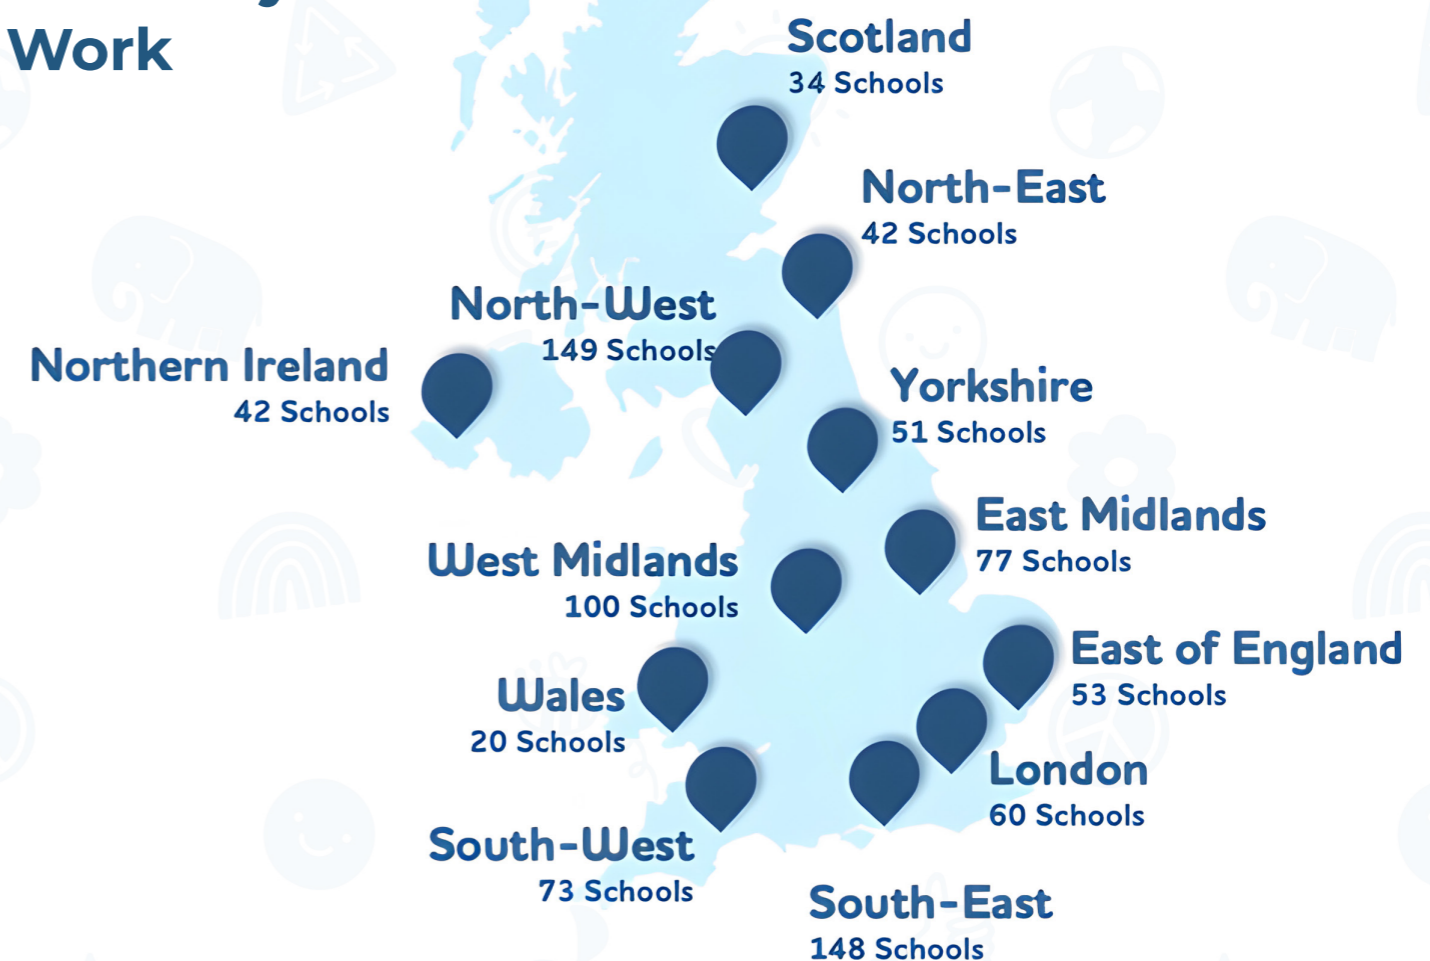 Work
Scotland
34 Schools
North-East
42 Schools
North-West
149 Schools
Northern Ireland
42 Schools
Yorkshire
51 Schools
East Midlands
77 Schools
West Midlands
100 Schools
East of England
53 Schools
Wales
20 Schools
London
60 Schools
South-West
73 Schools
South-East
148 Schools